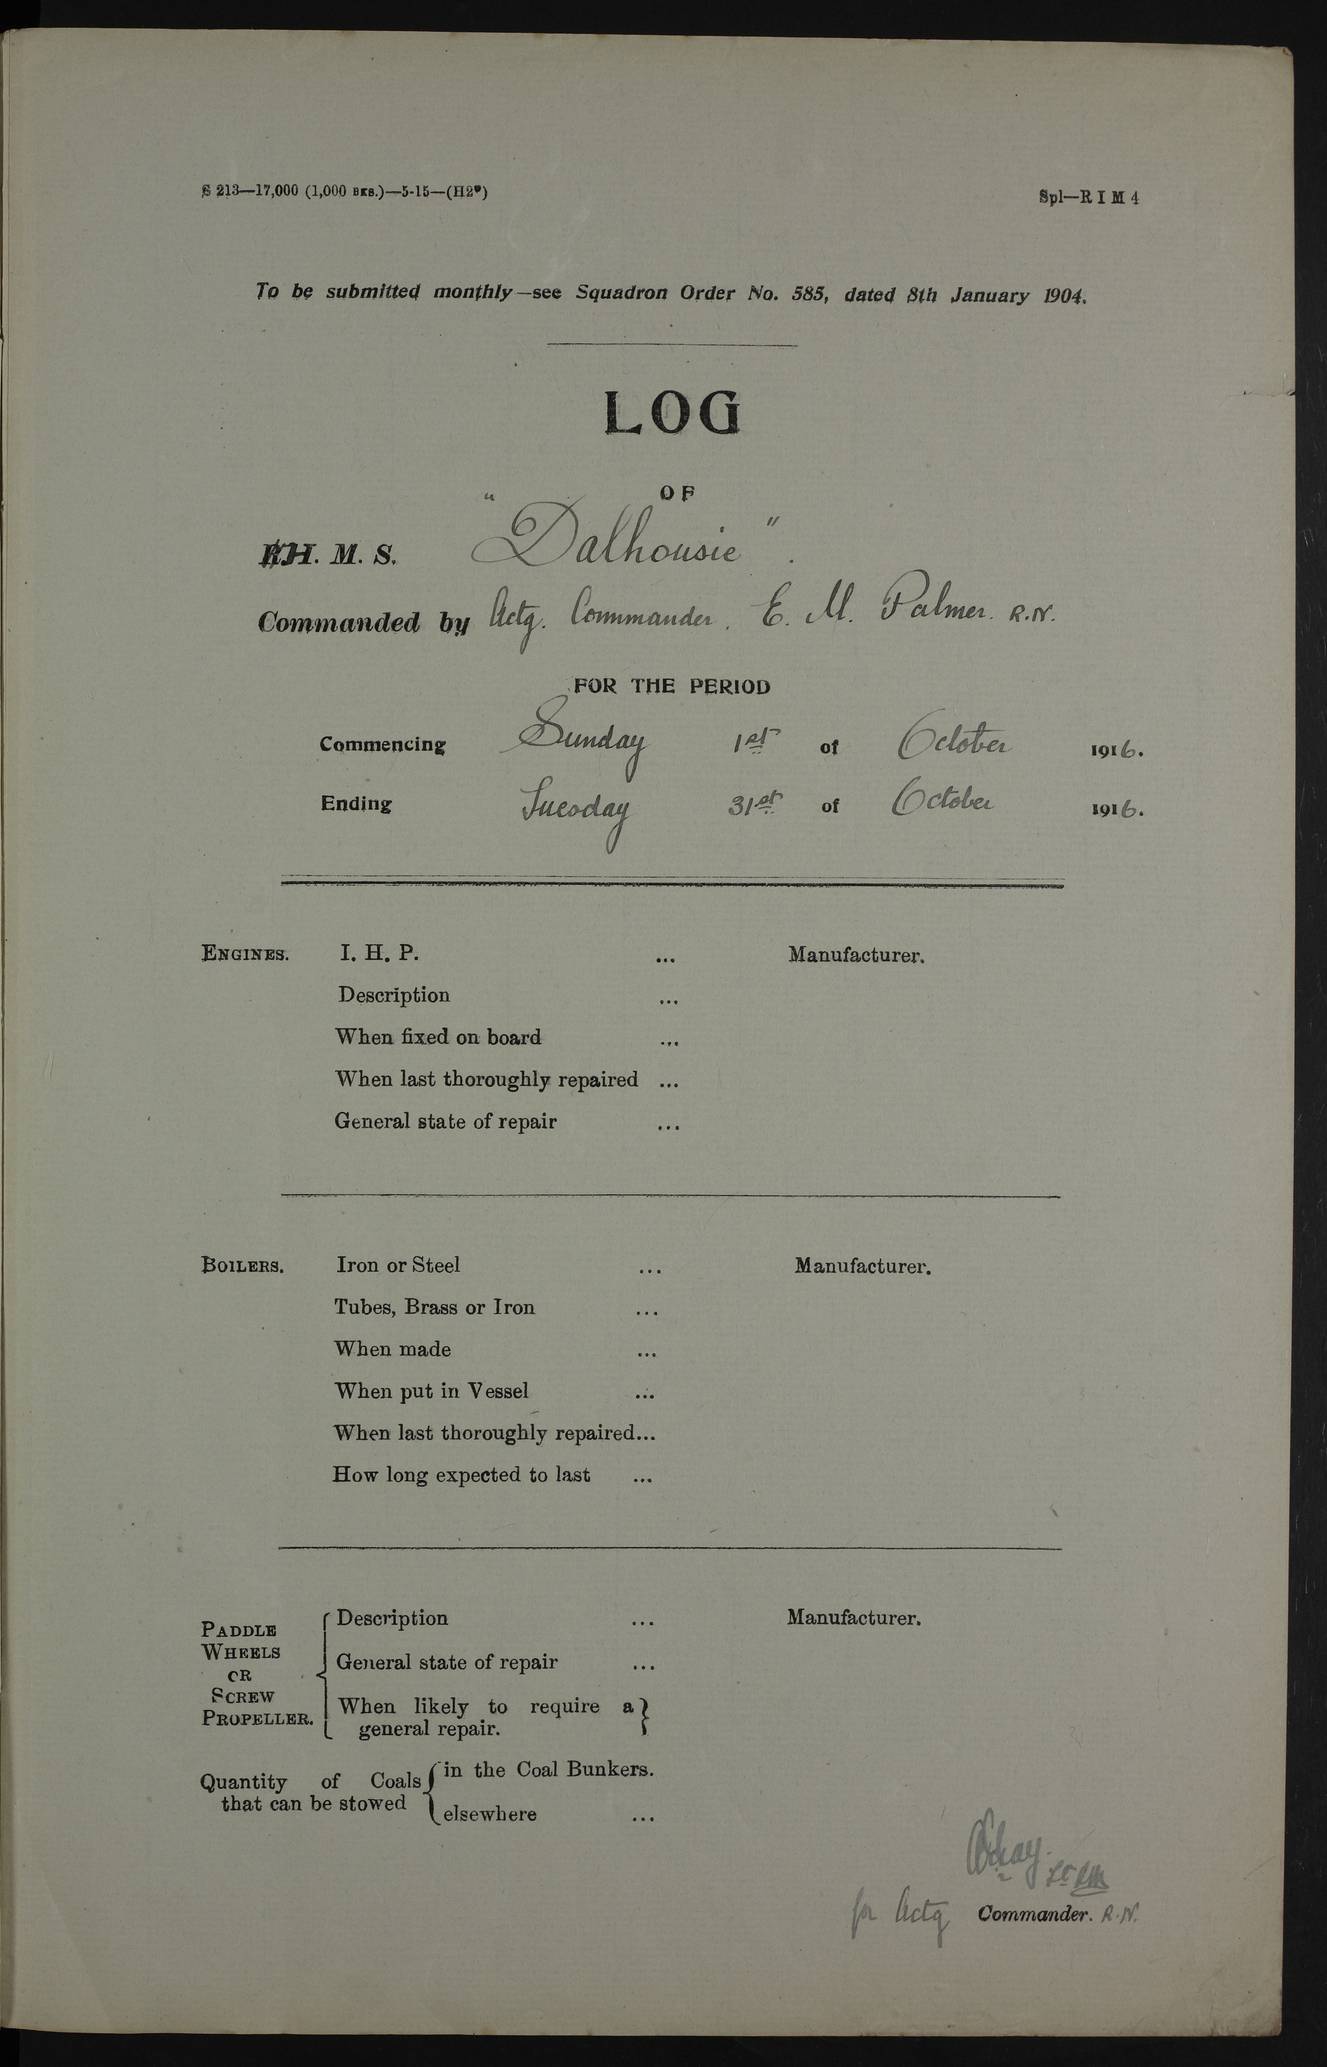 S 213—17,000 (1,000 BKS.)—5-15—(H2*)
Spl—R I M 4
To be submitted monthly—see Squadron Order No. 585, dated 8th January 1904.
LOG
OF
H. M. S. "Dalhousie".
Commanded by Actg. Commander. E. M. Palmer. R.N.
FOR THE PERIOD
Commencing Sunday 1st of October 1916.
Ending Tuesday 31st of October 1916.
ENGINES. I. H. P. ... Manufacturer.
Description ...
When fixed on board ...
When last thoroughly repaired ...
General state of repair ...
BOILERS. Iron or Steel ... Manufacturer.
Tubes, Brass or Iron ...
When made ...
When put in Vessel ...
When last thoroughly repaired...
How long expected to last ...
PADDLE WHEELS OR SCREW PROPELLER. Description ... Manufacturer.
General state of repair ...
When likely to require a
general repair.
Quantity of Coals that can be stowed in the Coal Bunkers.
elsewhere ...
for Actg Commander. R.N.